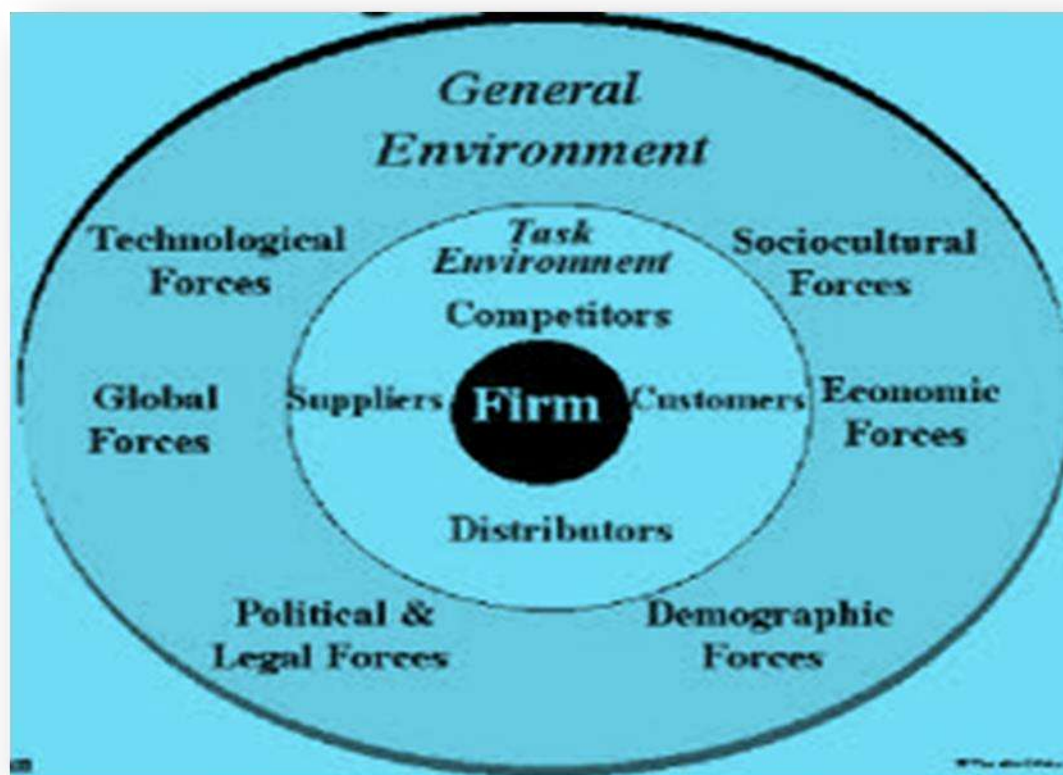 General
Environment
Technological
Forces
Task
Environment
Sociocultural
Forces
Competitors
Global
Forces
Suppliers
Firm
Customers
Economic
Forces
Distributors
Political &
Legal Forces
Demographic
Forces